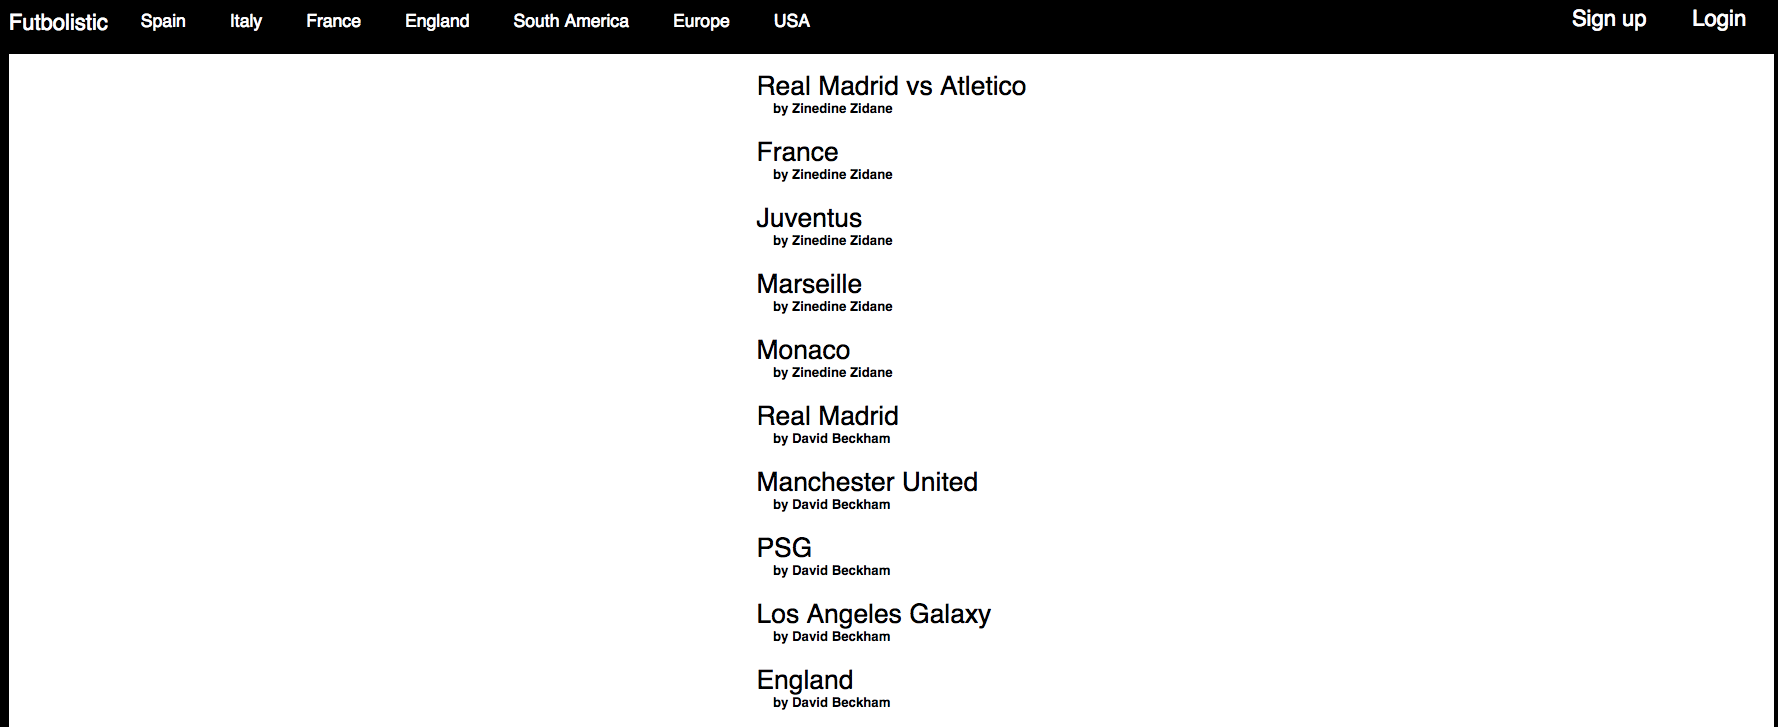 Futbolistic Spain Italy France England South America Europe USA Sign up Login
Real Madrid vs Atletico
by Zinedine Zidane
France
by Zinedine Zidane
Juventus
by Zinedine Zidane
Marseille
by Zinedine Zidane
Monaco
by Zinedine Zidane
Real Madrid
by David Beckham
Manchester United
by David Beckham
PSG
by David Beckham
Los Angeles Galaxy
by David Beckham
England
by David Beckham